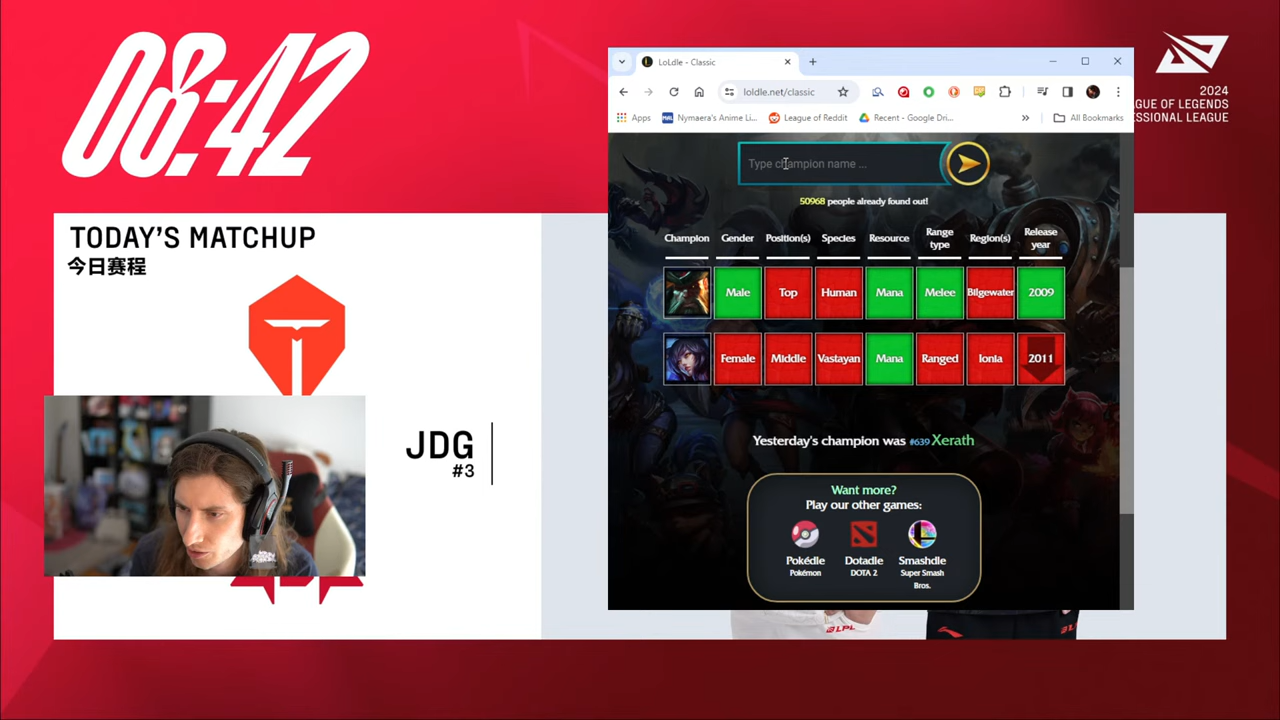 08:42
2024
GUE OF LEGENDS
ESSIONAL LEAGUE
TODAY'S MATCHUP
今日赛程
JDG
#3
LoLdle - Classic
loldle.net/classic
Apps
Nymaera's Anime Li...
League of Reddit
Recent - Google Dri...
»
All Bookmarks
Type champion name ...
50968 people already found out!
Champion Gender Position(s) Species Resource Range type Region(s) Release year
Male Top Human Mana Melee Bilgewater 2009
Female Middle Vastayan Mana Ranged Ionia 2011
Yesterday's champion was #639 Xerath
Want more?
Play our other games:
Pokédle Dotadle Smashdle
Pokémon DOTA 2 Super Smash Bros.
LPL